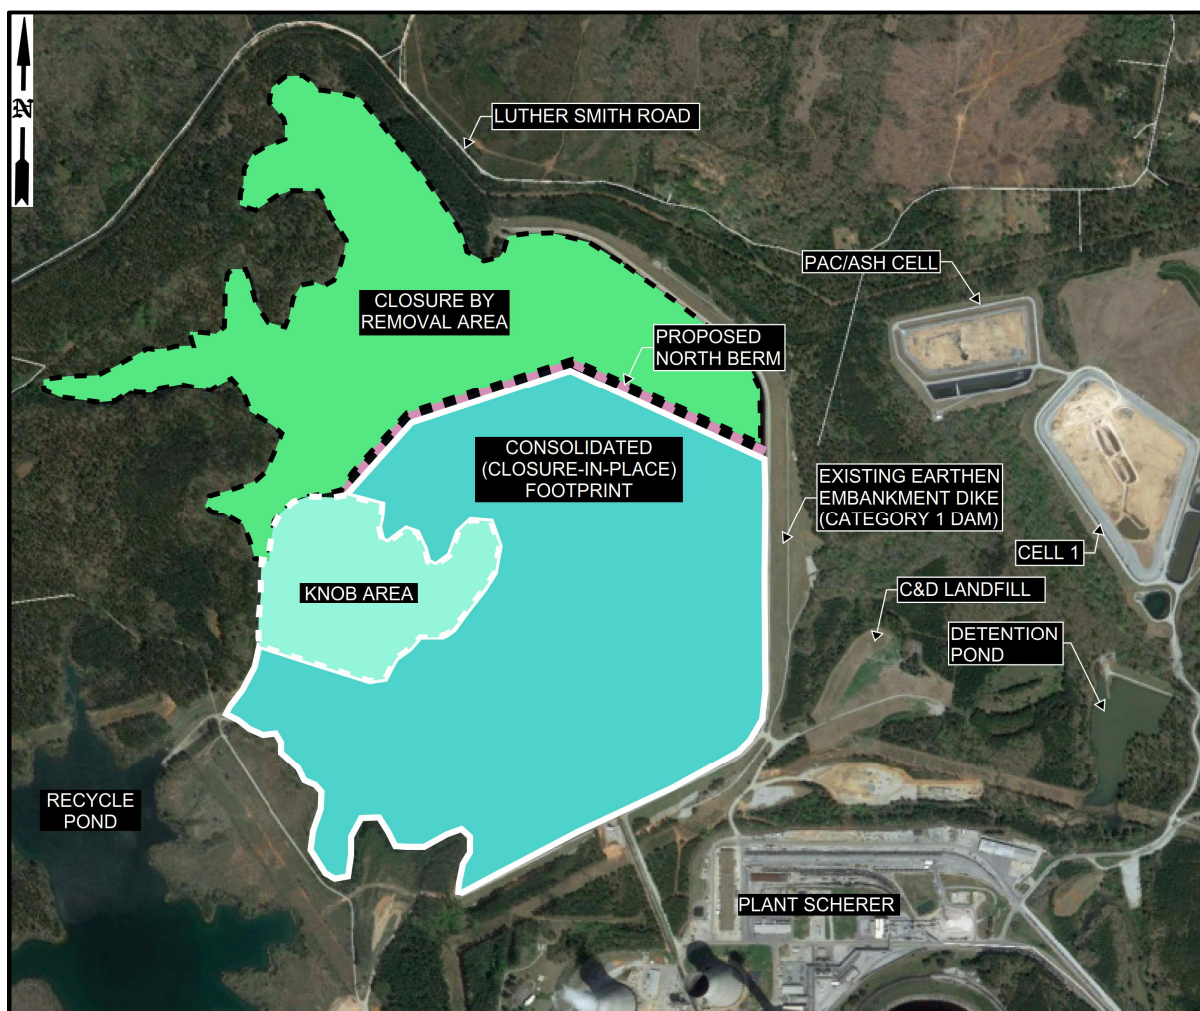 N
LUTHER SMITH ROAD
PAC/ASH CELL
CLOSURE BY
REMOVAL AREA
PROPOSED
NORTH BERM
CONSOLIDATED
(CLOSURE-IN-PLACE)
FOOTPRINT
EXISTING EARTHEN
EMBANKMENT DIKE
(CATEGORY 1 DAM)
CELL 1
KNOB AREA
C&D LANDFILL
DETENTION
POND
RECYCLE
POND
PLANT SCHERER